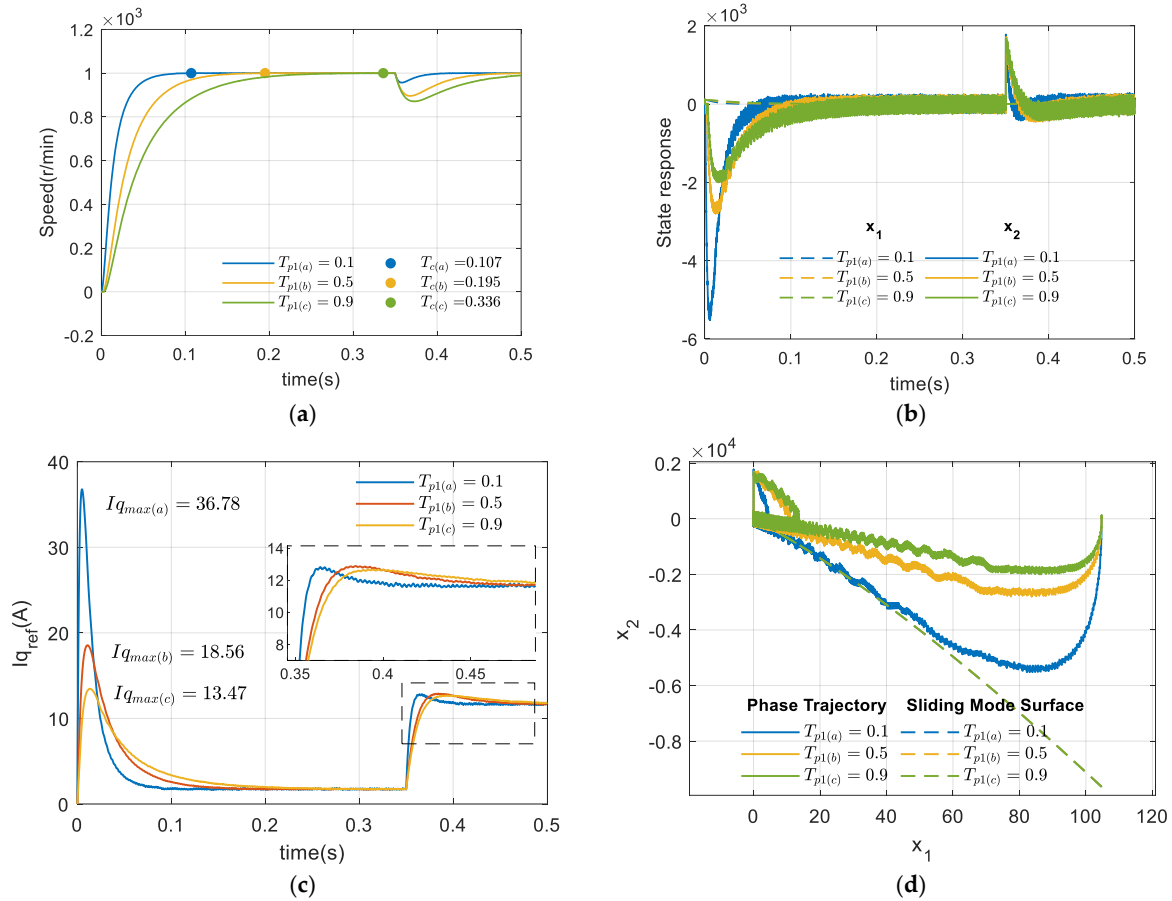 ×10³
1.2
1
0.8
0.6
0.4
0.2
0
-0.2
Speed(r/min)
T_{p1(a)} = 0.1
T_{p1(b)} = 0.5
T_{p1(c)} = 0.9
T_{c(a)} =0.107
T_{c(b)} =0.195
T_{c(c)} =0.336
0 0.1 0.2 0.3 0.4 0.5
time(s)
(a)
×10³
2
0
-2
-4
-6
State response
x_1 x_2
T_{p1(a)} = 0.1 T_{p1(a)} = 0.1
T_{p1(b)} = 0.5 T_{p1(b)} = 0.5
T_{p1(c)} = 0.9 T_{p1(c)} = 0.9
0 0.1 0.2 0.3 0.4 0.5
time(s)
(b)
40
30
20
10
0
Iq_{ref}(A)
Iq_{max(a)} = 36.78
Iq_{max(b)} = 18.56
Iq_{max(c)} = 13.47
T_{p1(a)} = 0.1
T_{p1(b)} = 0.5
T_{p1(c)} = 0.9
14
12
10
8
0.35 0.4 0.45
0 0.1 0.2 0.3 0.4 0.5
time(s)
(c)
×10⁴
0.2
0
-0.2
-0.4
-0.6
-0.8
x_2
Phase Trajectory Sliding Mode Surface
T_{p1(a)} = 0.1 T_{p1(a)} = 0.1
T_{p1(b)} = 0.5 T_{p1(b)} = 0.5
T_{p1(c)} = 0.9 T_{p1(c)} = 0.9
0 20 40 60 80 100 120
x_1
(d)